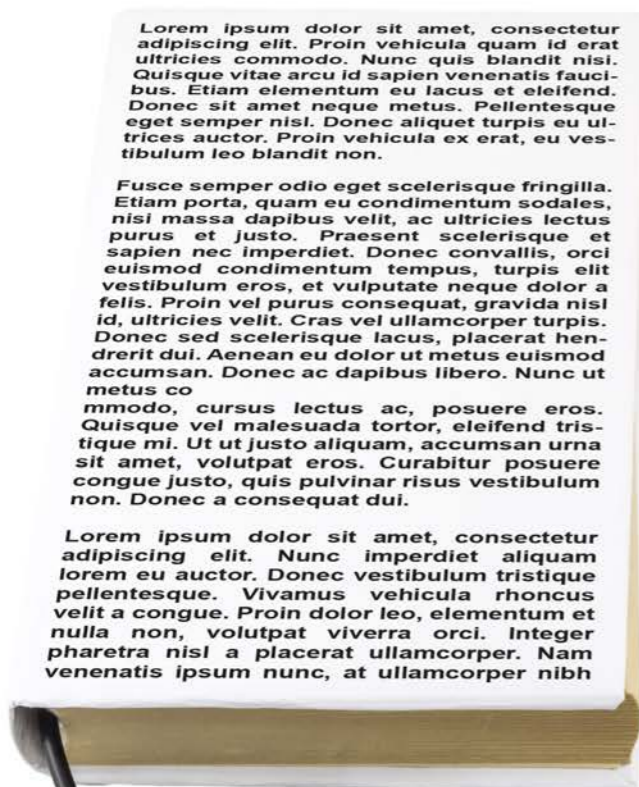 Lorem ipsum dolor sit amet, consectetur
adipiscing elit. Proin vehicula quam id erat
ultricies commodo. Nunc quis blandit nisi.
Quisque vitae arcu id sapien venenatis fauci-
bus. Etiam elementum eu lacus et eleifend.
Donec sit amet neque metus. Pellentesque
eget semper nisl. Donec aliquet turpis eu ul-
trices auctor. Proin vehicula ex erat, eu ves-
tibulum leo blandit non.
Fusce semper odio eget scelerisque fringilla.
Etiam porta, quam eu condimentum sodales,
nisi massa dapibus velit, ac ultricies lectus
purus et justo. Praesent scelerisque et
sapien nec imperdiet. Donec convallis, orci
euismod condimentum tempus, turpis elit
vestibulum eros, et vulputate neque dolor a
felis. Proin vel purus consequat, gravida nisl
id, ultricies velit. Cras vel ullamcorper turpis.
Donec sed scelerisque lacus, placerat hen-
drerit dui. Aenean eu dolor ut metus euismod
accumsan. Donec ac dapibus libero. Nunc ut
metus co
mmodo, cursus lectus ac, posuere eros.
Quisque vel malesuada tortor, eleifend tris-
tique mi. Ut ut justo aliquam, accumsan urna
sit amet, volutpat eros. Curabitur posuere
congue justo, quis pulvinar risus vestibulum
non. Donec a consequat dui.
Lorem ipsum dolor sit amet, consectetur
adipiscing elit. Nunc imperdiet aliquam
lorem eu auctor. Donec vestibulum tristique
pellentesque. Vivamus vehicula rhoncus
velit a congue. Proin dolor leo, elementum et
nulla non, volutpat viverra orci. Integer
pharetra nisl a placerat ullamcorper. Nam
venenatis ipsum nunc, at ullamcorper nibh